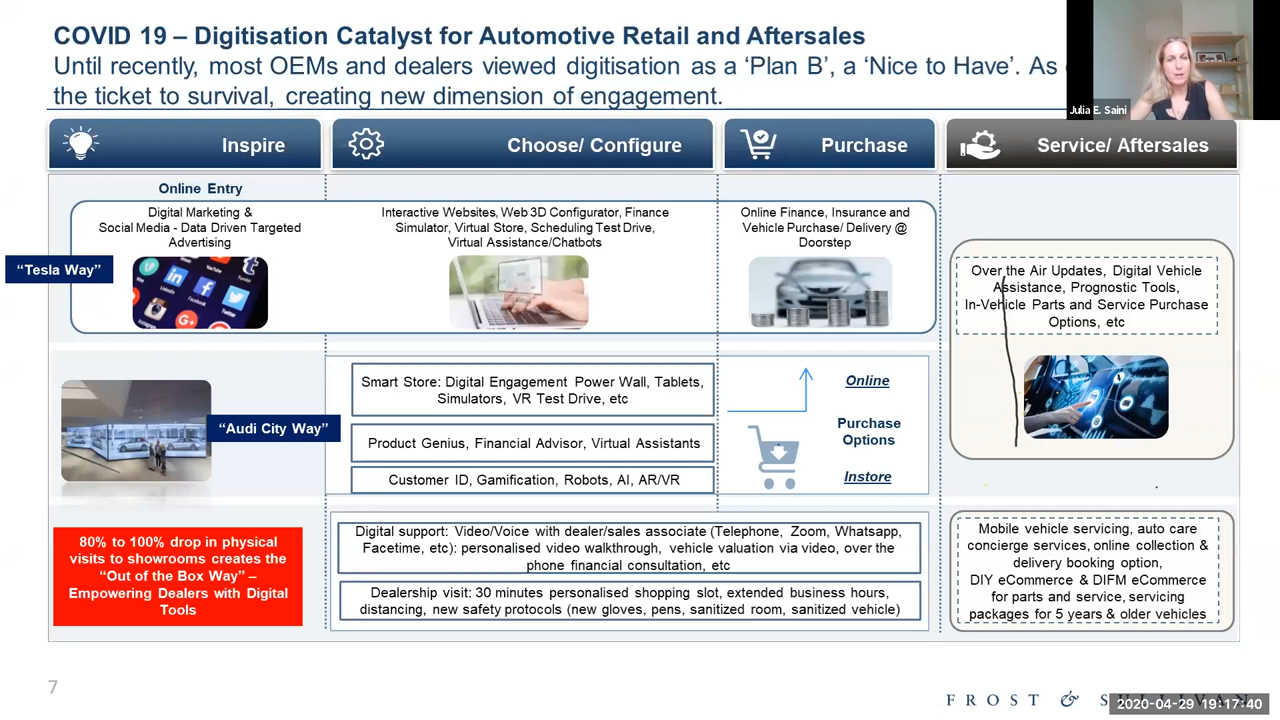 COVID 19 – Digitisation Catalyst for Automotive Retail and Aftersales
Until recently, most OEMs and dealers viewed digitisation as a ‘Plan B’, a ‘Nice to Have’. As
the ticket to survival, creating new dimension of engagement.
Julia E. Saini
Inspire
Choose/ Configure
Purchase
Service/ Aftersales
Online Entry
Digital Marketing &
Social Media - Data Driven Targeted
Advertising
Interactive Websites, Web 3D Configurator, Finance
Simulator, Virtual Store, Scheduling Test Drive,
Virtual Assistance/Chatbots
Online Finance, Insurance and
Vehicle Purchase/ Delivery @
Doorstep
“Tesla Way”
YouTube
LinkedIn
Facebook
Twitter
Over the Air Updates, Digital Vehicle
Assistance, Prognostic Tools,
In-Vehicle Parts and Service Purchase
Options, etc
“Audi City Way”
Smart Store: Digital Engagement Power Wall, Tablets,
Simulators, VR Test Drive, etc
Product Genius, Financial Advisor, Virtual Assistants
Customer ID, Gamification, Robots, AI, AR/VR
Online
Purchase
Options
Instore
80% to 100% drop in physical
visits to showrooms creates the
“Out of the Box Way” –
Empowering Dealers with Digital
Tools
Digital support: Video/Voice with dealer/sales associate (Telephone, Zoom, Whatsapp,
Facetime, etc): personalised video walkthrough, vehicle valuation via video, over the
phone financial consultation, etc
Dealership visit: 30 minutes personalised shopping slot, extended business hours,
distancing, new safety protocols (new gloves, pens, sanitized room, sanitized vehicle)
Mobile vehicle servicing, auto care
concierge services, online collection &
delivery booking option,
DIY eCommerce & DIFM eCommerce
for parts and service, servicing
packages for 5 years & older vehicles
7
FROST & SULLIVAN
2020-04-29 19:17:40